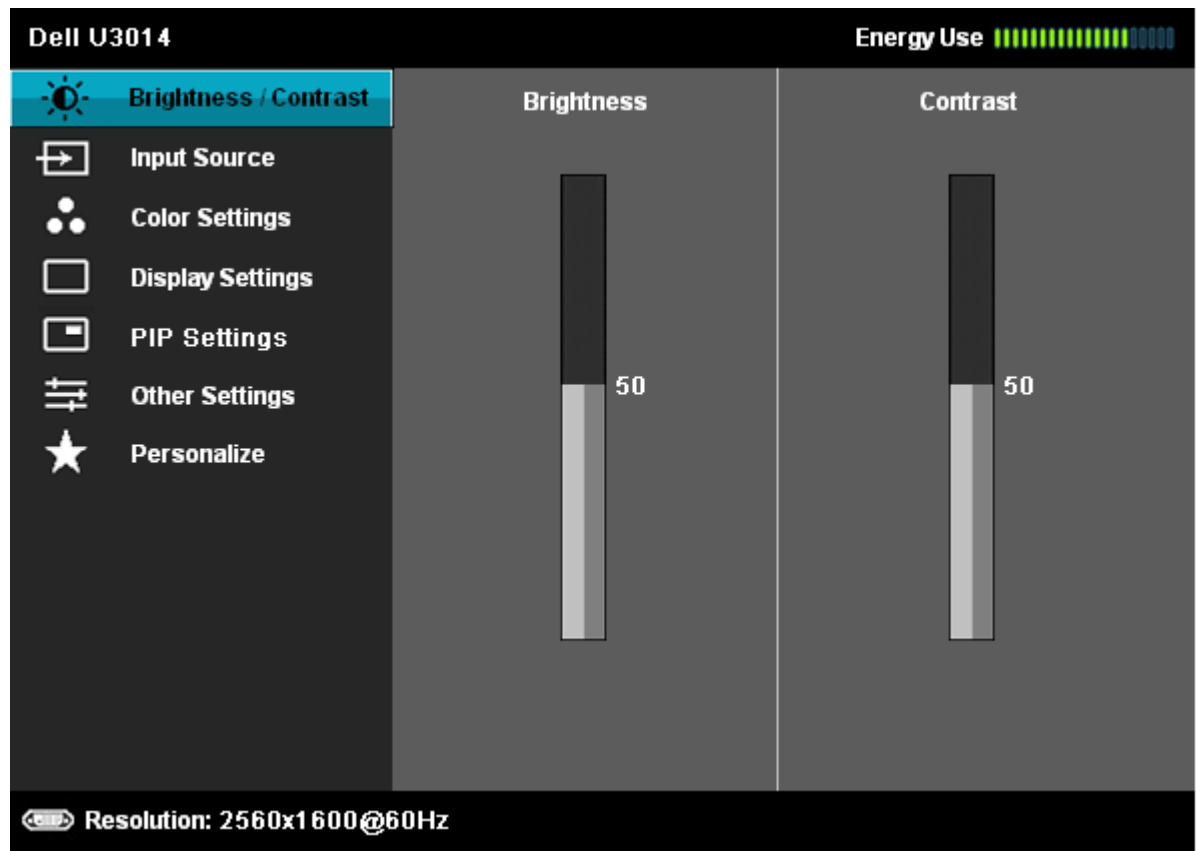 Dell U3014
Energy Use
Brightness / Contrast
Input Source
Color Settings
Display Settings
PIP Settings
Other Settings
Personalize
Brightness
50
Contrast
50
Resolution: 2560x1600@60Hz